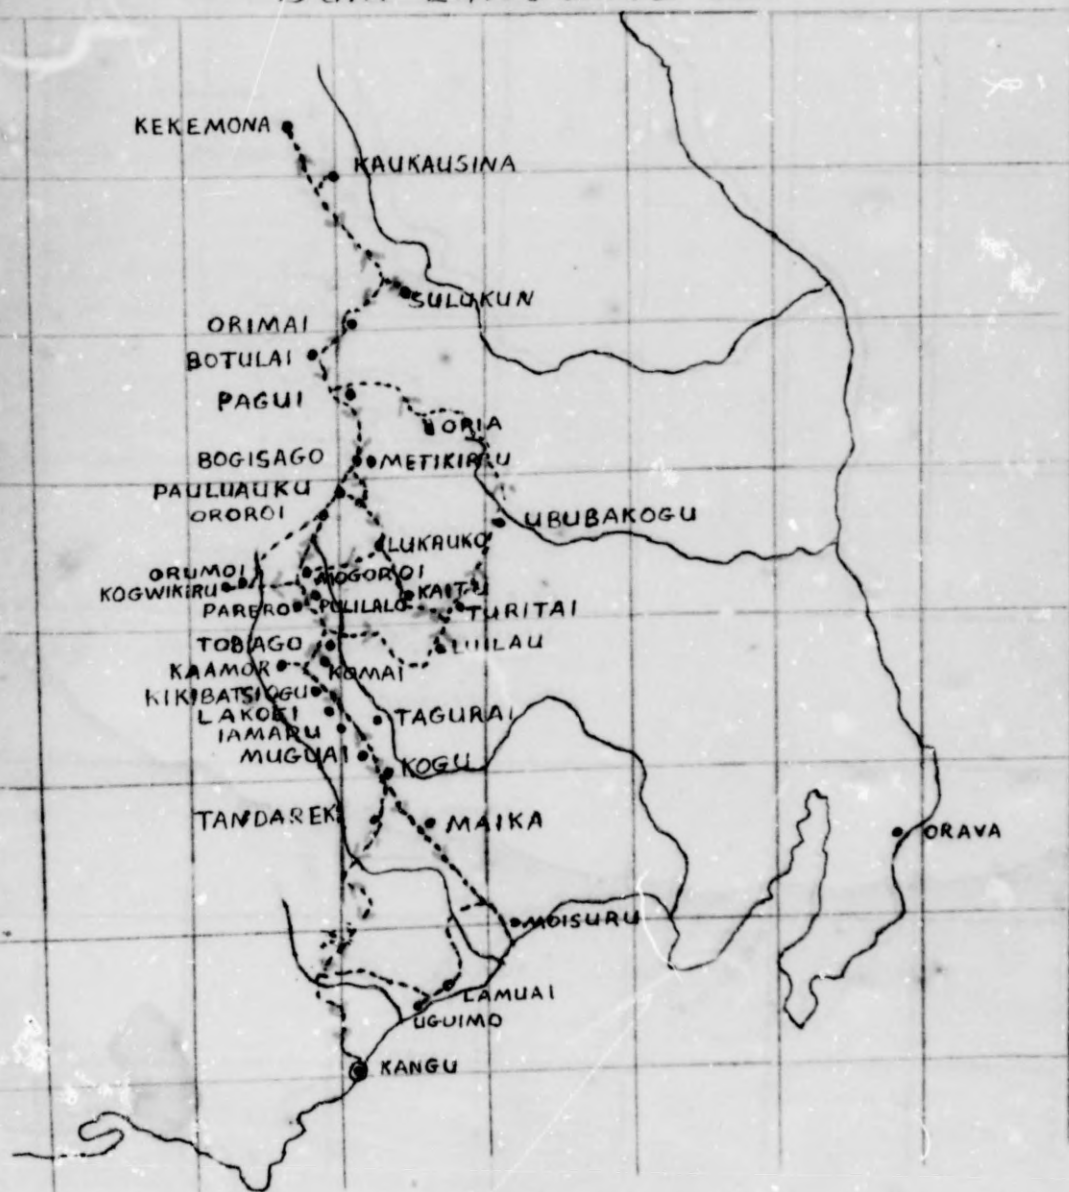 KEKEMONA
KAUKAUSINA
SULUKUN
ORIMAI
BOTULAI
PAGUI
ORIA
BOGISAGO
METIKIRRU
PAULUAUKU
OROROI
UBUBAKOGU
LUKAUKO
ORUMOI
MOGOROI
KOGWIKIRU
KAITU
PARERO
PULILALO
TURITAI
TOBAGO
LUILAU
KAAMOR
KOMAI
KIKIBATSIOGU
LAKOEI
TAGURAI
IAMARU
MUGUAI
KOGU
TANDAREK
MAIKA
ORAVA
MOISURU
LAMUAI
UGUIMO
KANGU